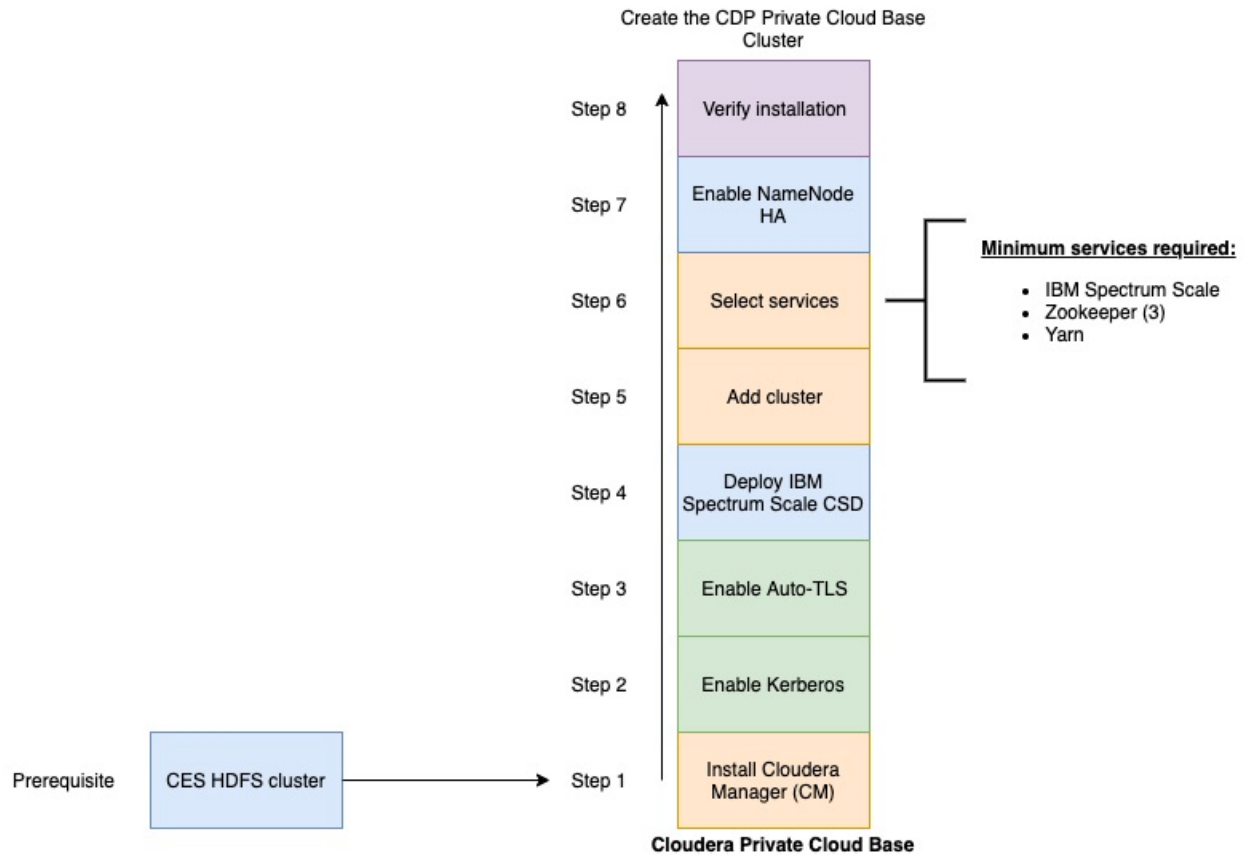 Create the CDP Private Cloud Base
Cluster
Step 8
Verify installation
Step 7
Enable NameNode
HA
Step 6
Select services
Minimum services required:
• IBM Spectrum Scale
• Zookeeper (3)
• Yarn
Step 5
Add cluster
Step 4
Deploy IBM
Spectrum Scale CSD
Step 3
Enable Auto-TLS
Step 2
Enable Kerberos
Prerequisite
CES HDFS cluster
Step 1
Install Cloudera
Manager (CM)
Cloudera Private Cloud Base